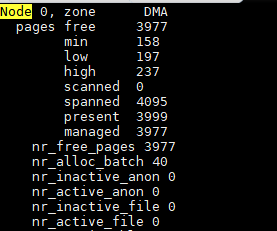 Node 0, zone      DMA
  pages free     3977
        min      158
        low      197
        high     237
        scanned  0
        spanned  4095
        present  3999
        managed  3977
    nr_free_pages 3977
    nr_alloc_batch 40
    nr_inactive_anon 0
    nr_active_anon 0
    nr_inactive_file 0
    nr_active_file 0